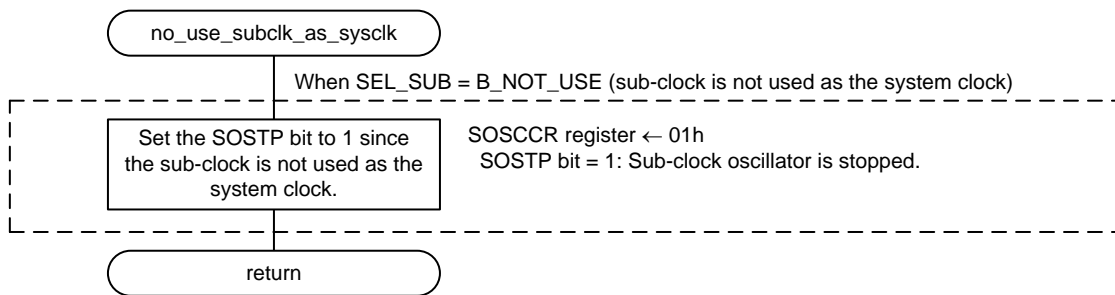 no_use_subclk_as_sysclk
When SEL_SUB = B_NOT_USE (sub-clock is not used as the system clock)
Set the SOSTP bit to 1 since
the sub-clock is not used as the
system clock.
SOSCCR register ← 01h
SOSTP bit = 1: Sub-clock oscillator is stopped.
return